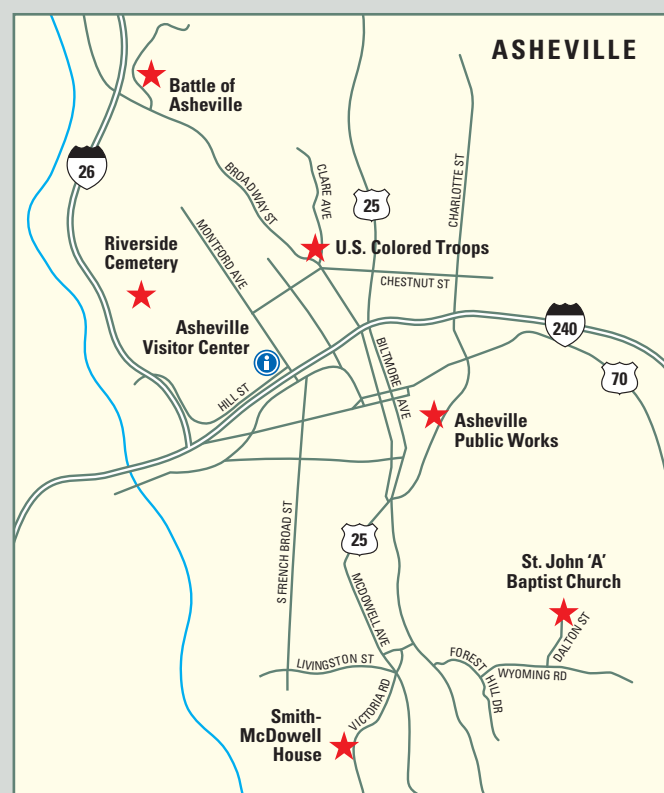 ASHEVILLE
Battle of
Asheville
26
BROADWAY ST
CLARE AVE
25
CHARLOTTE ST
MONTFORD AVE
U.S. Colored Troops
Riverside
Cemetery
CHESTNUT ST
Asheville
Visitor Center
i
240
BILTMORE AVE
70
HILL ST
Asheville
Public Works
S FRENCH BROAD ST
25
St. John ‘A’
Baptist Church
MCDOWELL AVE
DALTON ST
LIVINGSTON ST
FOREST HILL DR
WYOMING RD
VICTORIA RD
Smith-
McDowell
House